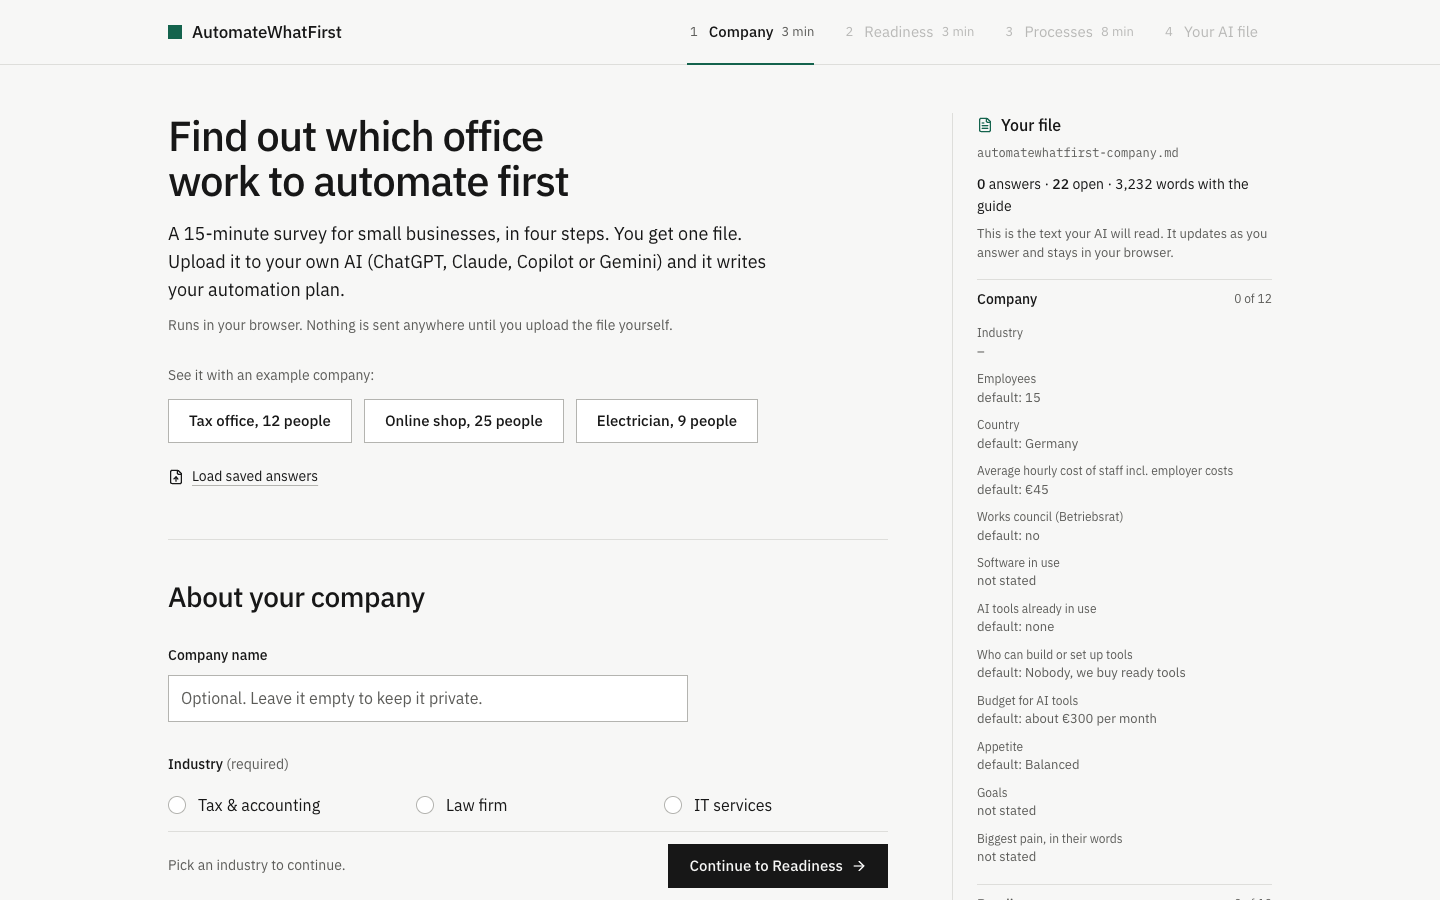 AutomateWhatFirst
1 Company 3 min
2 Readiness 3 min
3 Processes 8 min
4 Your AI file
Find out which office
work to automate first
A 15-minute survey for small businesses, in four steps. You get one file.
Upload it to your own AI (ChatGPT, Claude, Copilot or Gemini) and it writes
your automation plan.
Runs in your browser. Nothing is sent anywhere until you upload the file yourself.
See it with an example company:
Tax office, 12 people
Online shop, 25 people
Electrician, 9 people
Load saved answers
About your company
Company name
Optional. Leave it empty to keep it private.
Industry (required)
Tax & accounting
Law firm
IT services
Pick an industry to continue.
Continue to Readiness →
Your file
automatewhatfirst-company.md
0 answers · 22 open · 3,232 words with the
guide
This is the text your AI will read. It updates as you
answer and stays in your browser.
Company 0 of 12
Industry
–
Employees
default: 15
Country
default: Germany
Average hourly cost of staff incl. employer costs
default: €45
Works council (Betriebsrat)
default: no
Software in use
not stated
AI tools already in use
default: none
Who can build or set up tools
default: Nobody, we buy ready tools
Budget for AI tools
default: about €300 per month
Appetite
default: Balanced
Goals
not stated
Biggest pain, in their words
not stated